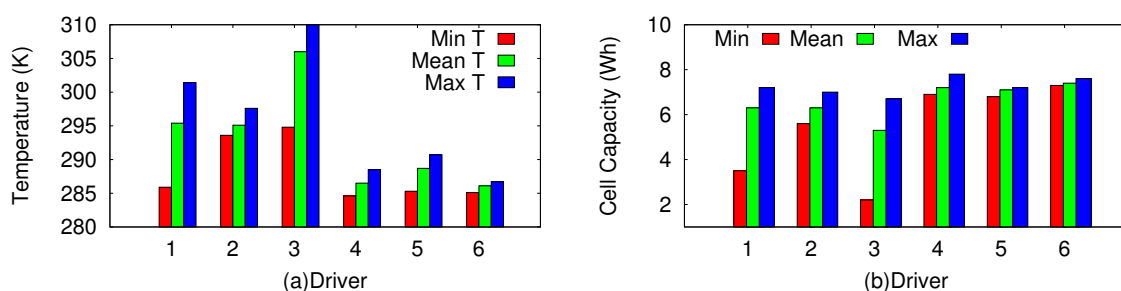 Temperature (K)
310
305
300
295
290
285
280
Min T
Mean T
Max T
1 2 3 4 5 6
(a)Driver
Cell Capacity (Wh)
10
8
6
4
2
Min Mean Max
1 2 3 4 5 6
(b)Driver